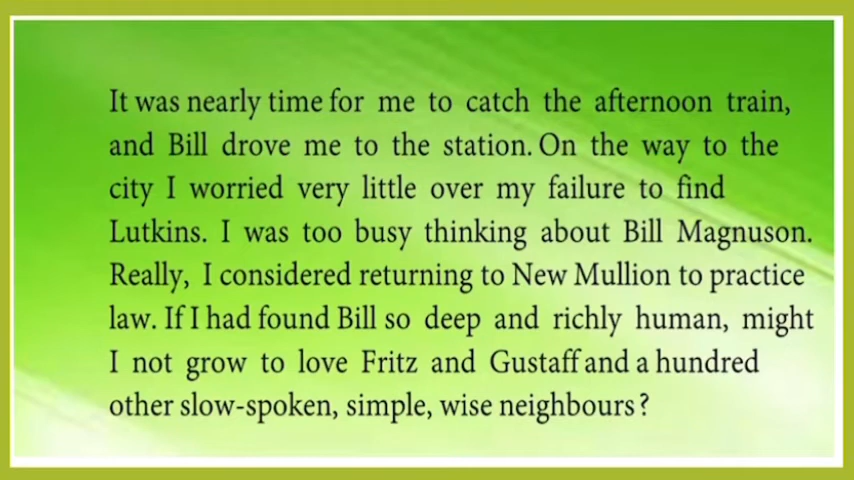 It was nearly time for me to catch the afternoon train,
and Bill drove me to the station. On the way to the
city I worried very little over my failure to find
Lutkins. I was too busy thinking about Bill Magnuson.
Really, I considered returning to New Mullion to practice
law. If I had found Bill so deep and richly human, might
I not grow to love Fritz and Gustaff and a hundred
other slow-spoken, simple, wise neighbours?